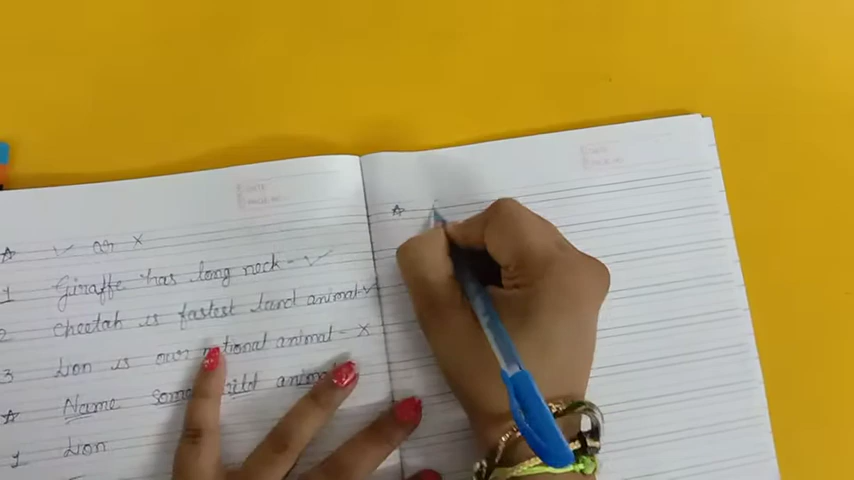 ☆ ✓ or ×
1 Giraffe has long neck - ✓
2 Cheetah is fastest land animal ✓
3 Lion is our national animal - ×
☆ Name some wild animals
1 Lion
☆